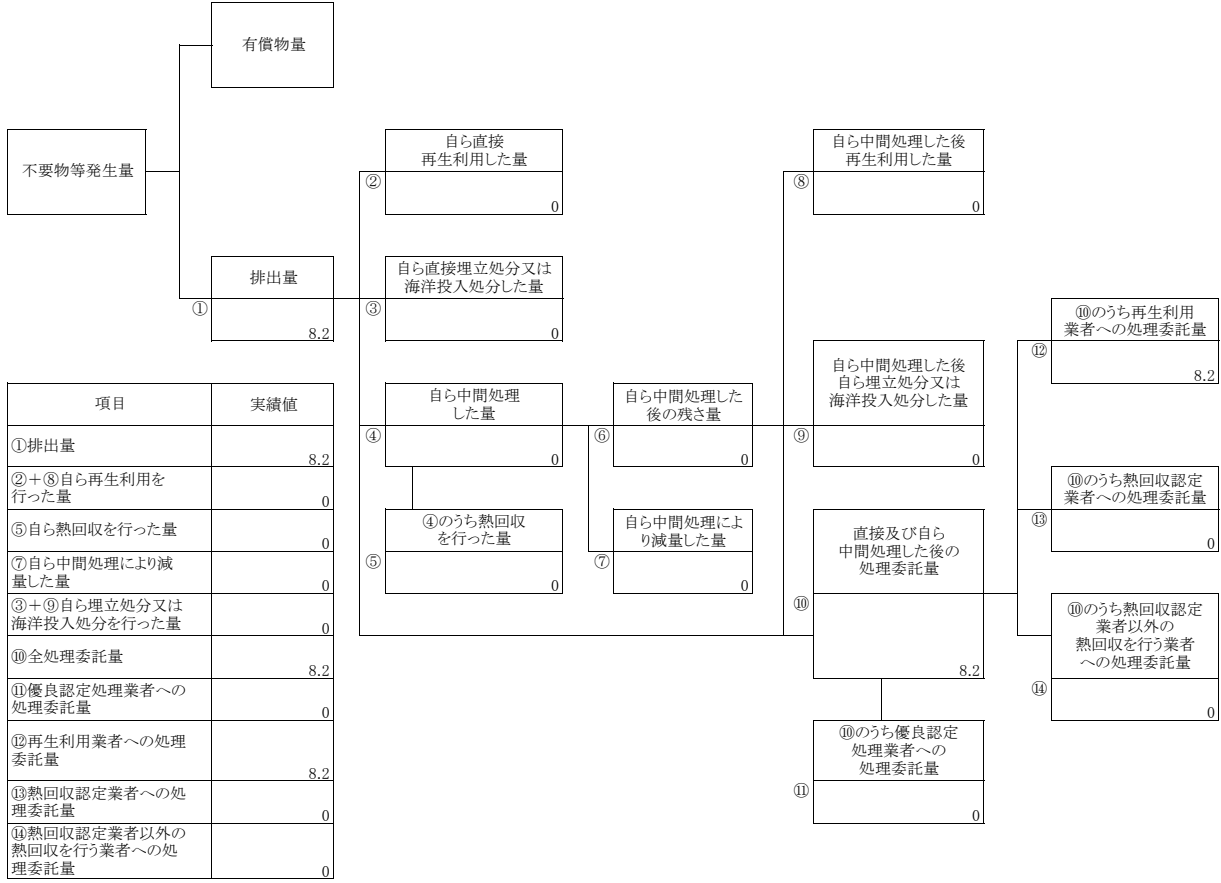 有償物量
不要物等発生量
排出量
①
8.2
自ら直接
再生利用した量
②
0
自ら直接埋立処分又は
海洋投入処分した量
③
0
自ら中間処理
した量
④
0
④のうち熱回収
を行った量
⑤
0
自ら中間処理した
後の残さ量
⑥
0
自ら中間処理によ
り減量した量
⑦
0
自ら中間処理した後
再生利用した量
⑧
0
自ら中間処理した後
自ら埋立処分又は
海洋投入処分した量
⑨
0
直接及び自ら
中間処理した後の
処理委託量
⑩
8.2
⑩のうち優良認定
処理業者への
処理委託量
⑪
0
⑩のうち再生利用
業者への処理委託量
⑫
8.2
⑩のうち熱回収認定
業者への処理委託量
⑬
0
⑩のうち熱回収認定
業者以外の
熱回収を行う業者
への処理委託量
⑭
0
項目 実績値
①排出量
8.2
②+⑧自ら再生利用を
行った量
0
⑤自ら熱回収を行った量
0
⑦自ら中間処理により減
量した量
0
③+⑨自ら埋立処分又は
海洋投入処分を行った量
0
⑩全処理委託量
8.2
⑪優良認定処理業者への
処理委託量
0
⑫再生利用業者への処理
委託量
8.2
⑬熱回収認定業者への処
理委託量
0
⑭熱回収認定業者以外の
熱回収を行う業者への処
理委託量
0